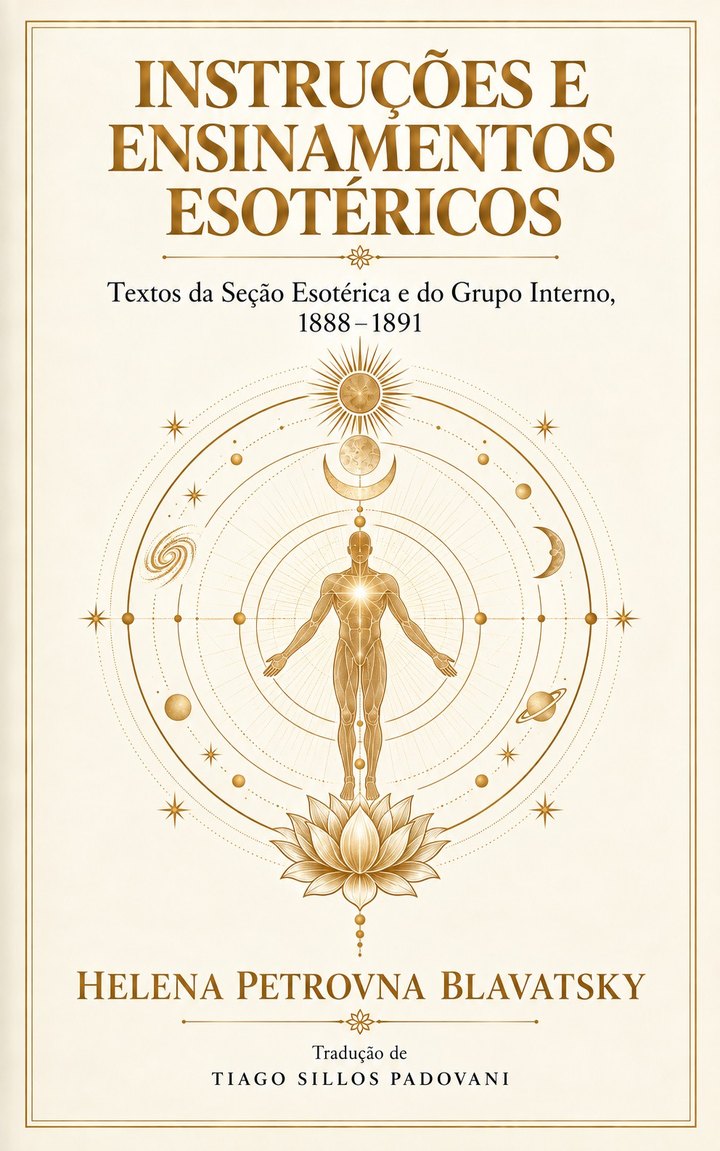 INSTRUÇÕES E
ENSINAMENTOS
ESOTÉRICOS
Textos da Seção Esotérica e do Grupo Interno,
1888–1891
HELENA PETROVNA BLAVATSKY
Tradução de
TIAGO SILLOS PADOVANI